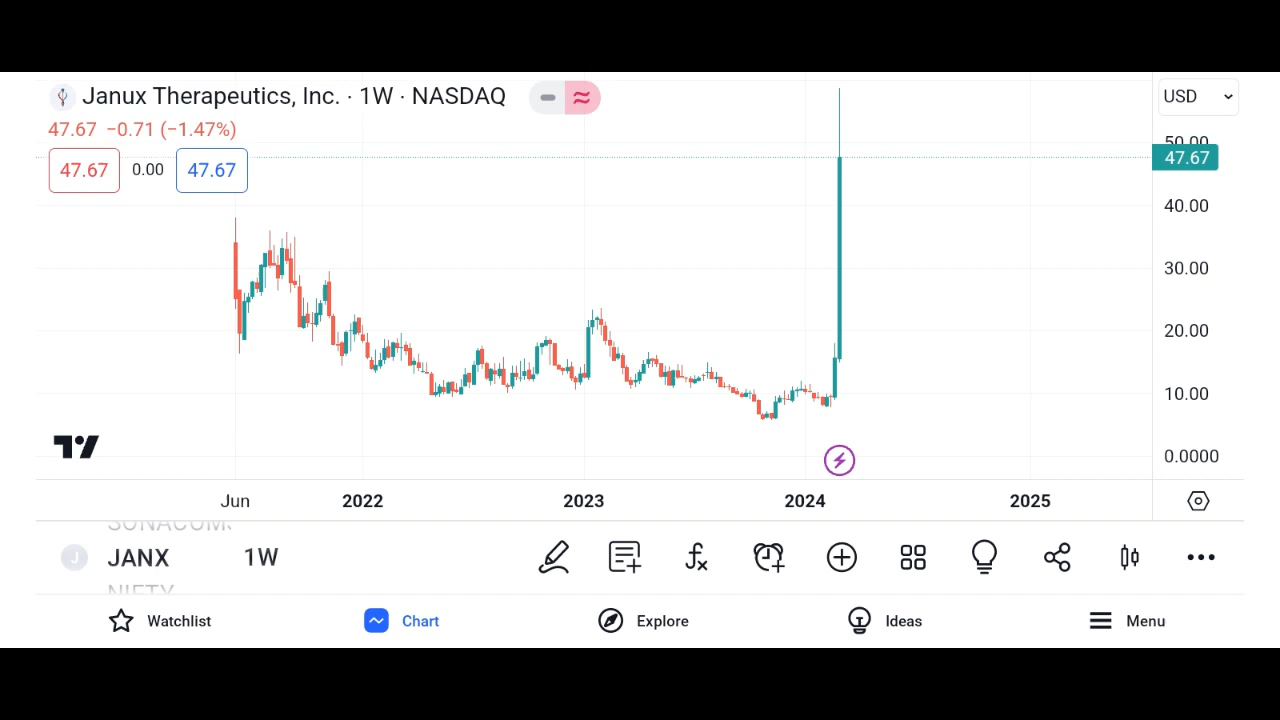 Janux Therapeutics, Inc. · 1W · NASDAQ
USD
47.67 −0.71 (−1.47%)
47.67 0.00 47.67
50.00
47.67
40.00
30.00
20.00
10.00
0.0000
Jun 2022 2023 2024 2025
J JANX 1W
NIFTY
Watchlist Chart Explore Ideas Menu